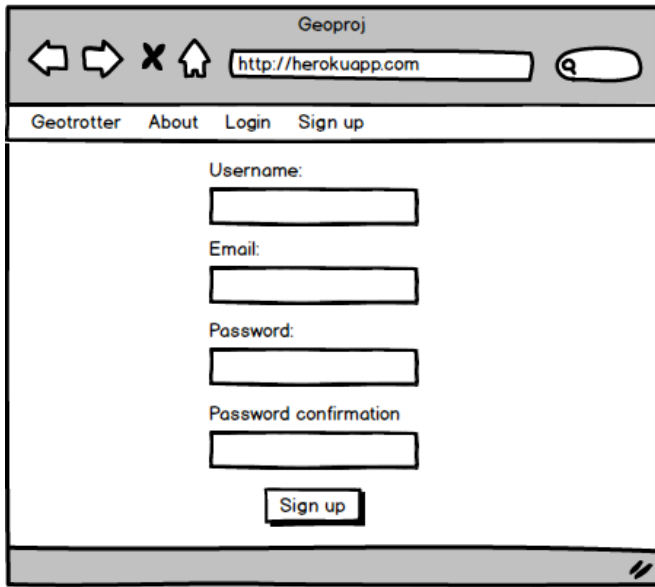 Geoproj
http://herokuapp.com
Geotrotter About Login Sign up
Username:
Email:
Password:
Password confirmation
Sign up